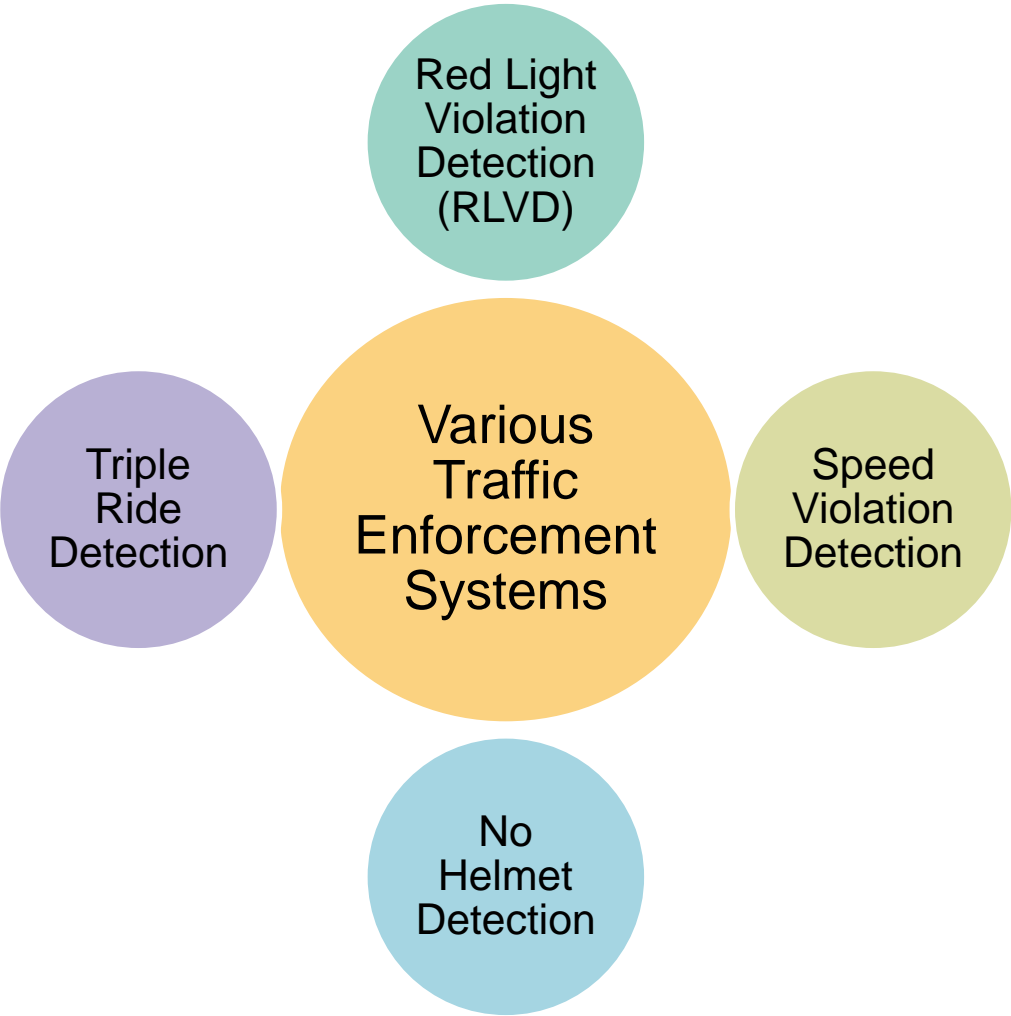 Red Light
Violation
Detection
(RLVD)
Triple
Ride
Detection
Various
Traffic
Enforcement
Systems
Speed
Violation
Detection
No
Helmet
Detection